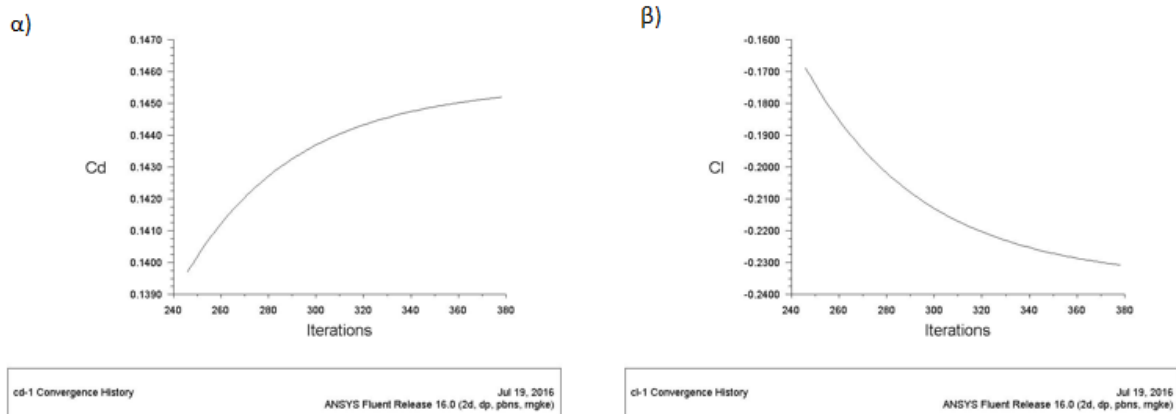 α)
0.1470
0.1460
0.1450
0.1440
0.1430
0.1420
0.1410
0.1400
0.1390
Cd
240 260 280 300 320 340 360 380
Iterations
cd-1 Convergence History
Jul 19, 2016
ANSYS Fluent Release 16.0 (2d, dp, pbns, rngke)
β)
-0.1600
-0.1700
-0.1800
-0.1900
-0.2000
-0.2100
-0.2200
-0.2300
-0.2400
Cl
240 260 280 300 320 340 360 380
Iterations
cl-1 Convergence History
Jul 19, 2016
ANSYS Fluent Release 16.0 (2d, dp, pbns, rngke)